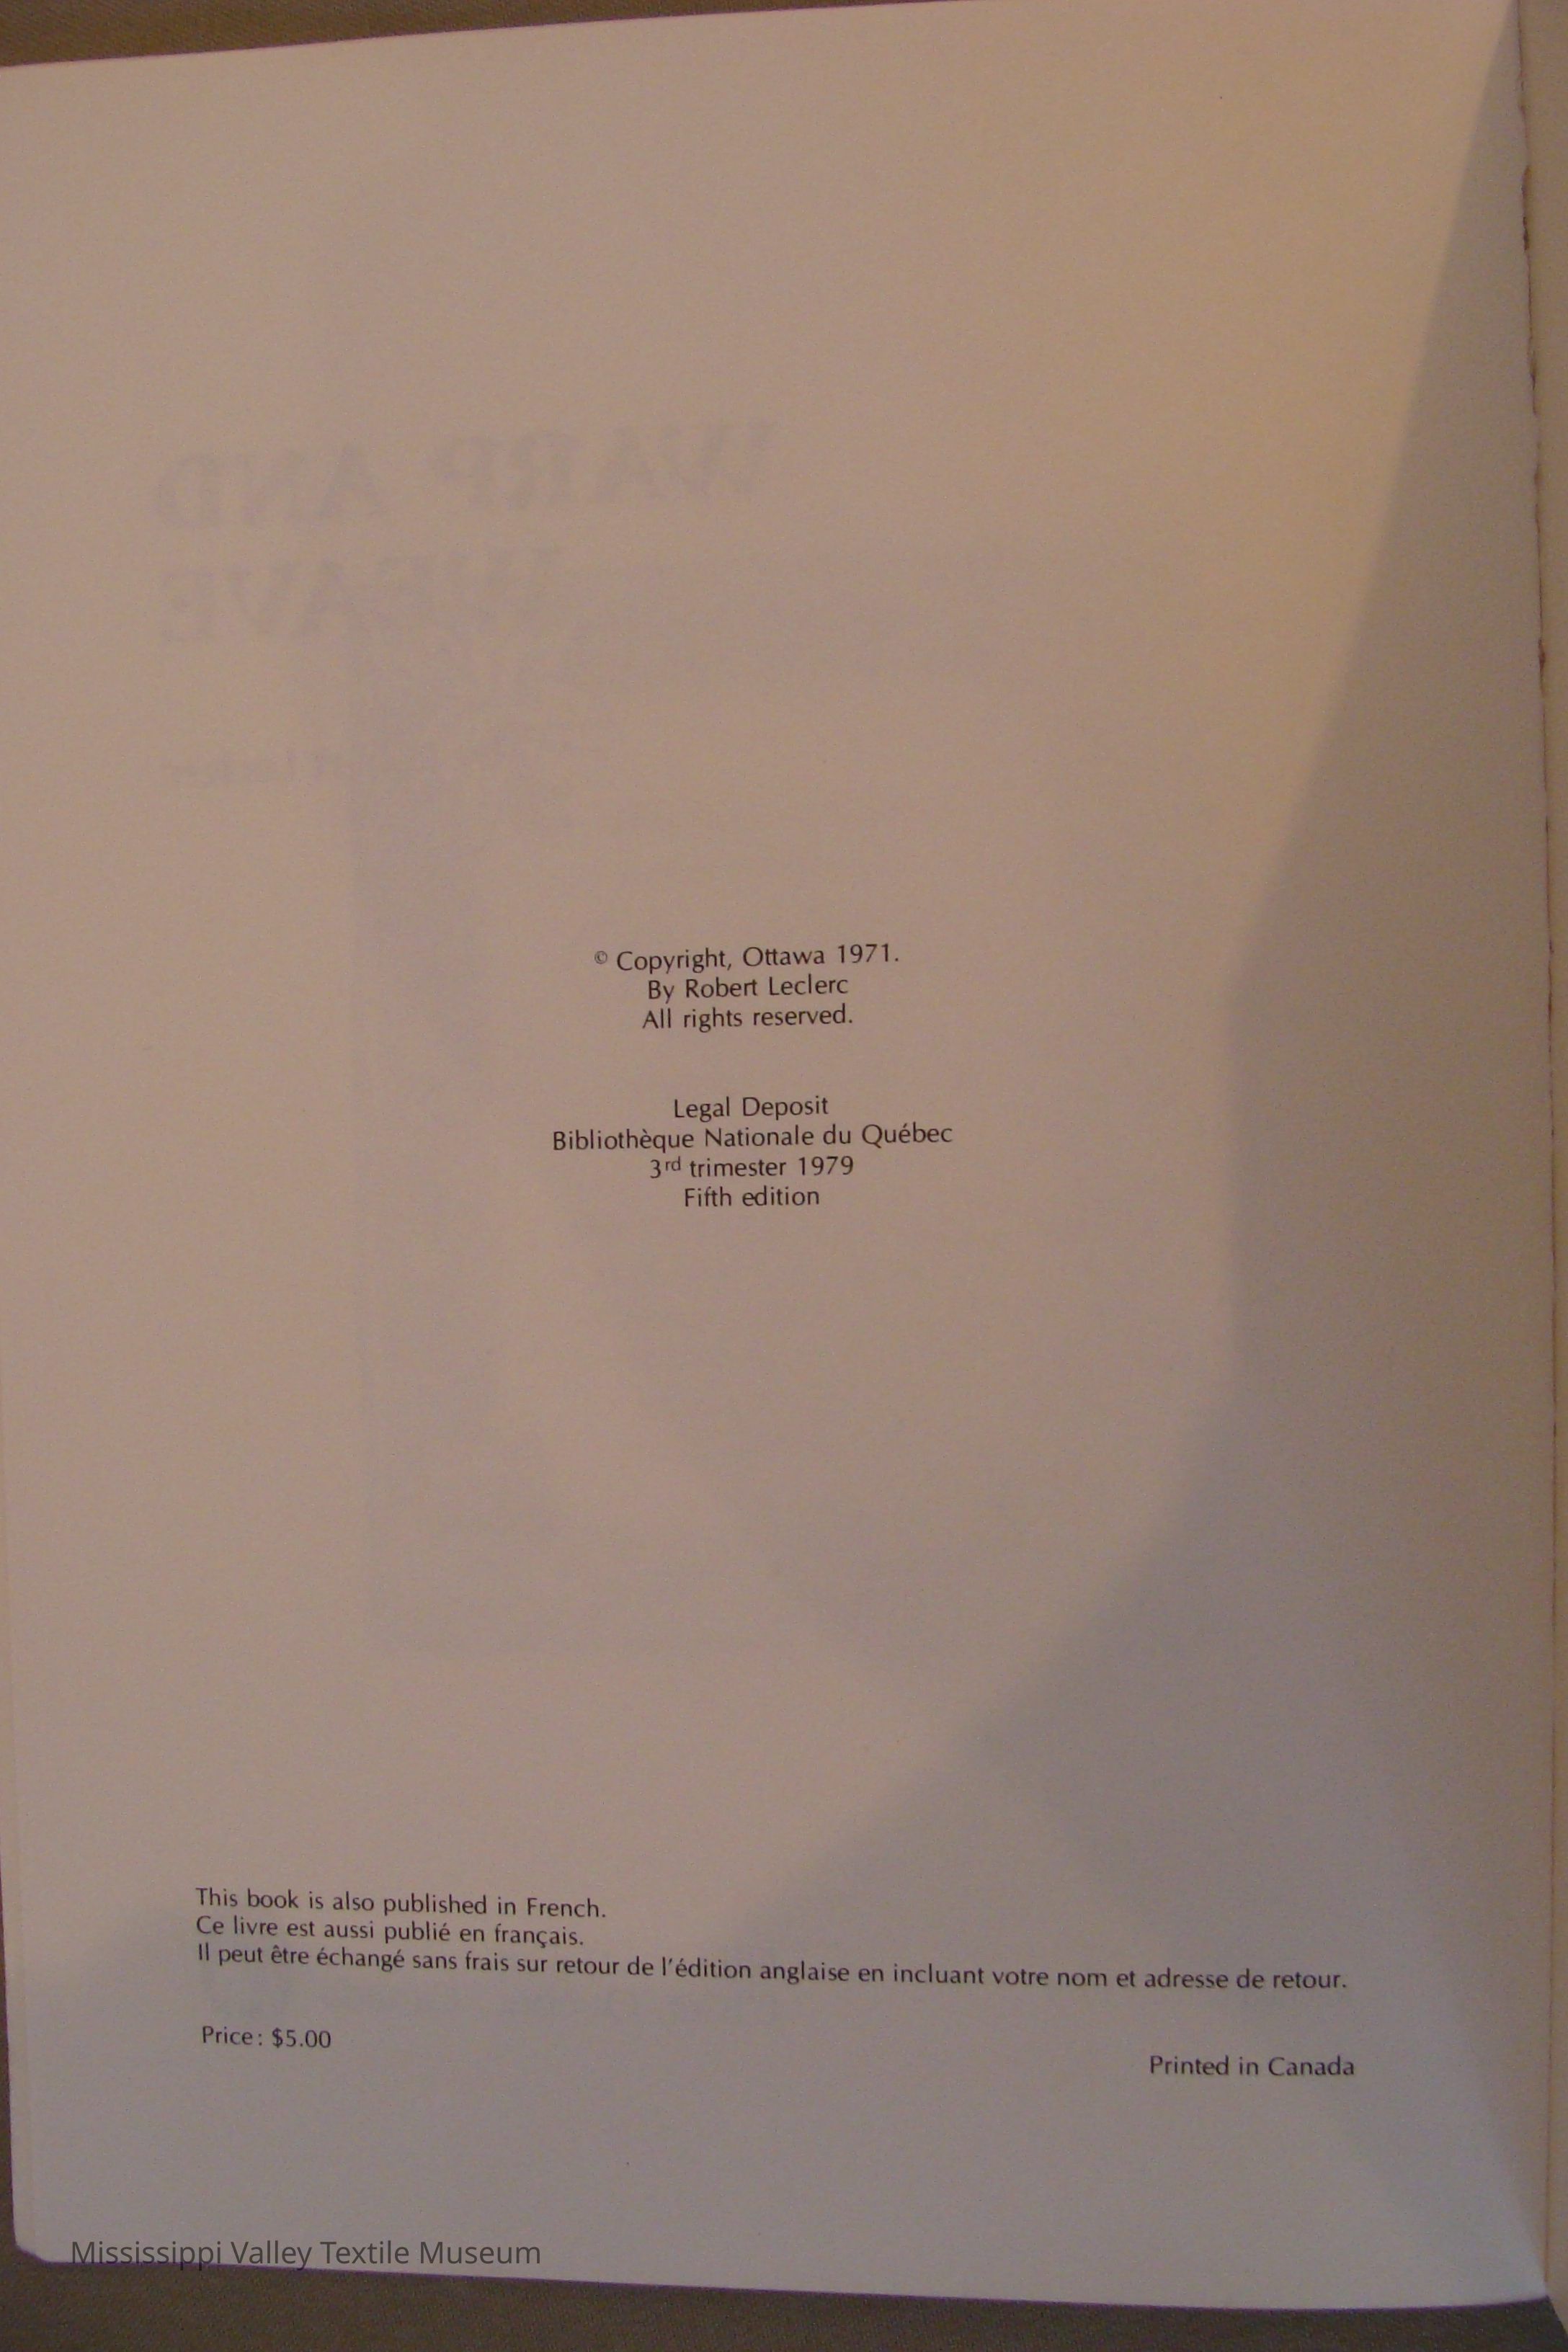 WARP AND
WEAVE
© Copyright, Ottawa 1971.
By Robert Leclerc
All rights reserved.
Legal Deposit
Bibliothèque Nationale du Québec
3rd trimester 1979
Fifth edition
This book is also published in French.
Ce livre est aussi publié en français.
Il peut être échangé sans frais sur retour de l'édition anglaise en incluant votre nom et adresse de retour.
Price: $5.00
Printed in Canada
Mississippi Valley Textile Museum